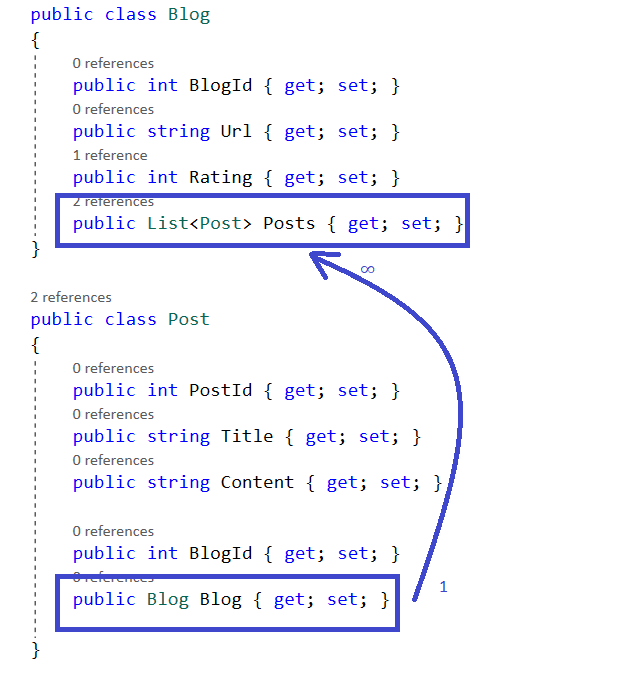 public class Blog
{
0 references
public int BlogId { get; set; }
0 references
public string Url { get; set; }
1 reference
public int Rating { get; set; }
2 references
public List<Post> Posts { get; set; }
}
∞
2 references
public class Post
{
0 references
public int PostId { get; set; }
0 references
public string Title { get; set; }
0 references
public string Content { get; set; }
0 references
public int BlogId { get; set; }
0 references
public Blog Blog { get; set; }
1
}